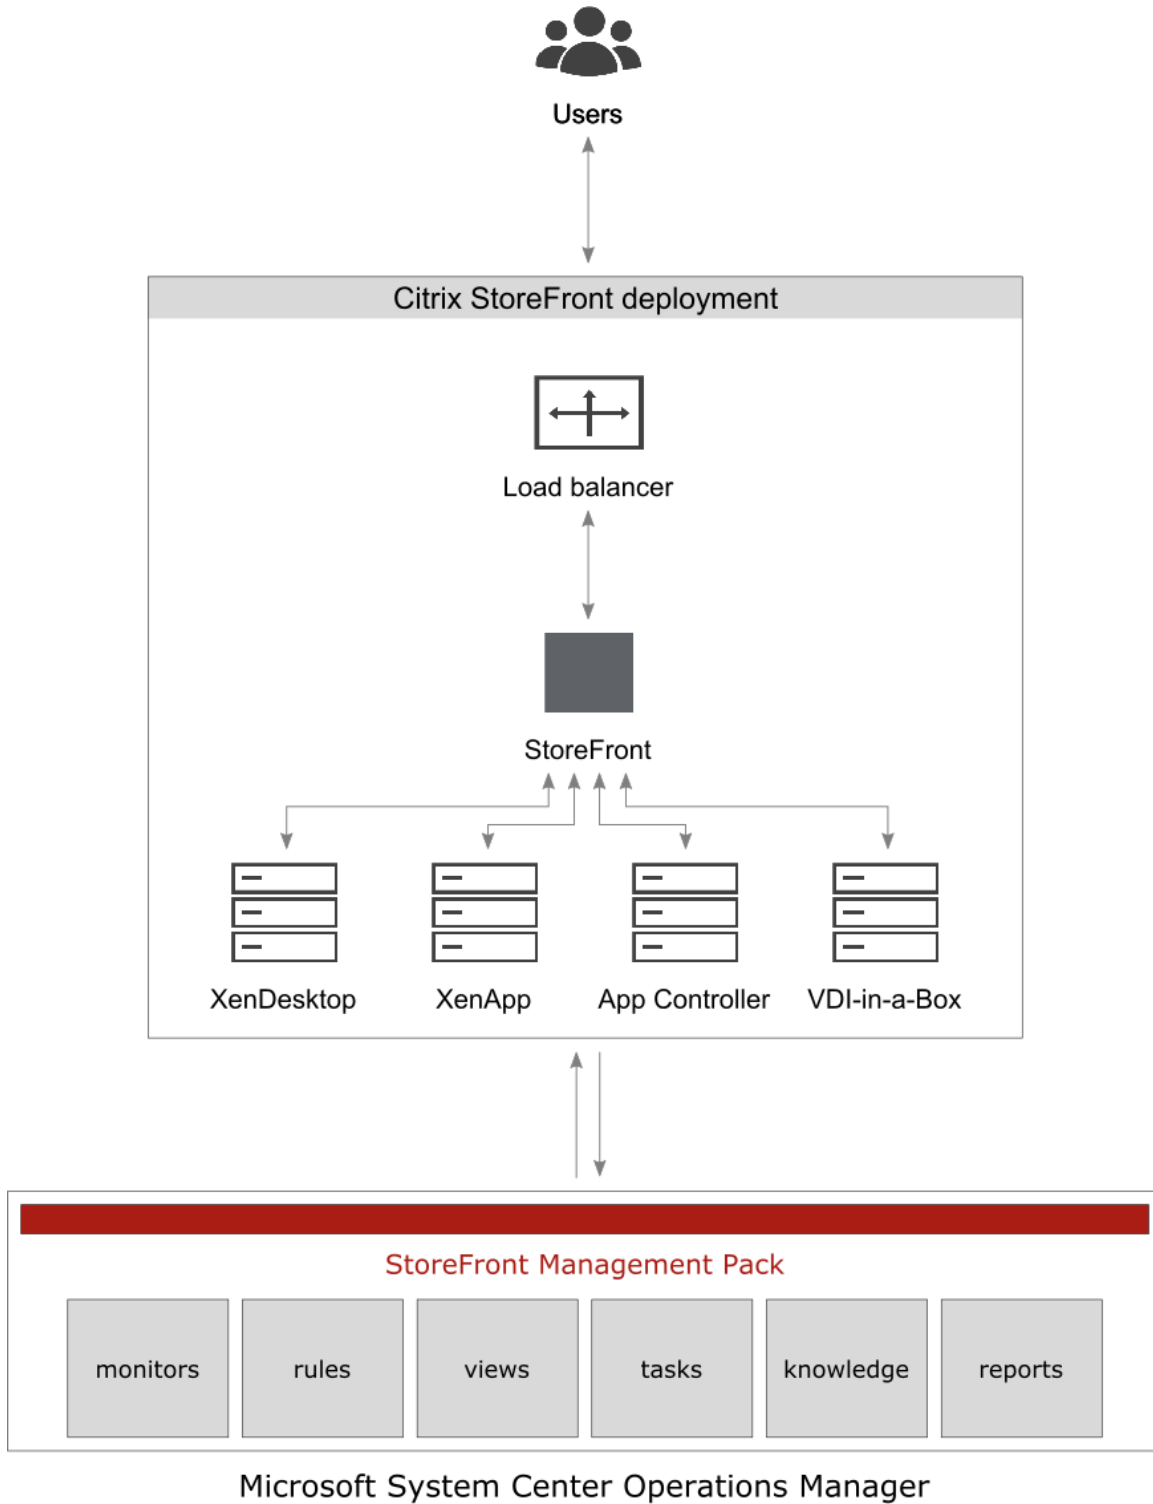 Users
Citrix StoreFront deployment
Load balancer
StoreFront
XenDesktop XenApp App Controller VDI-in-a-Box
StoreFront Management Pack
monitors rules views tasks knowledge reports
Microsoft System Center Operations Manager